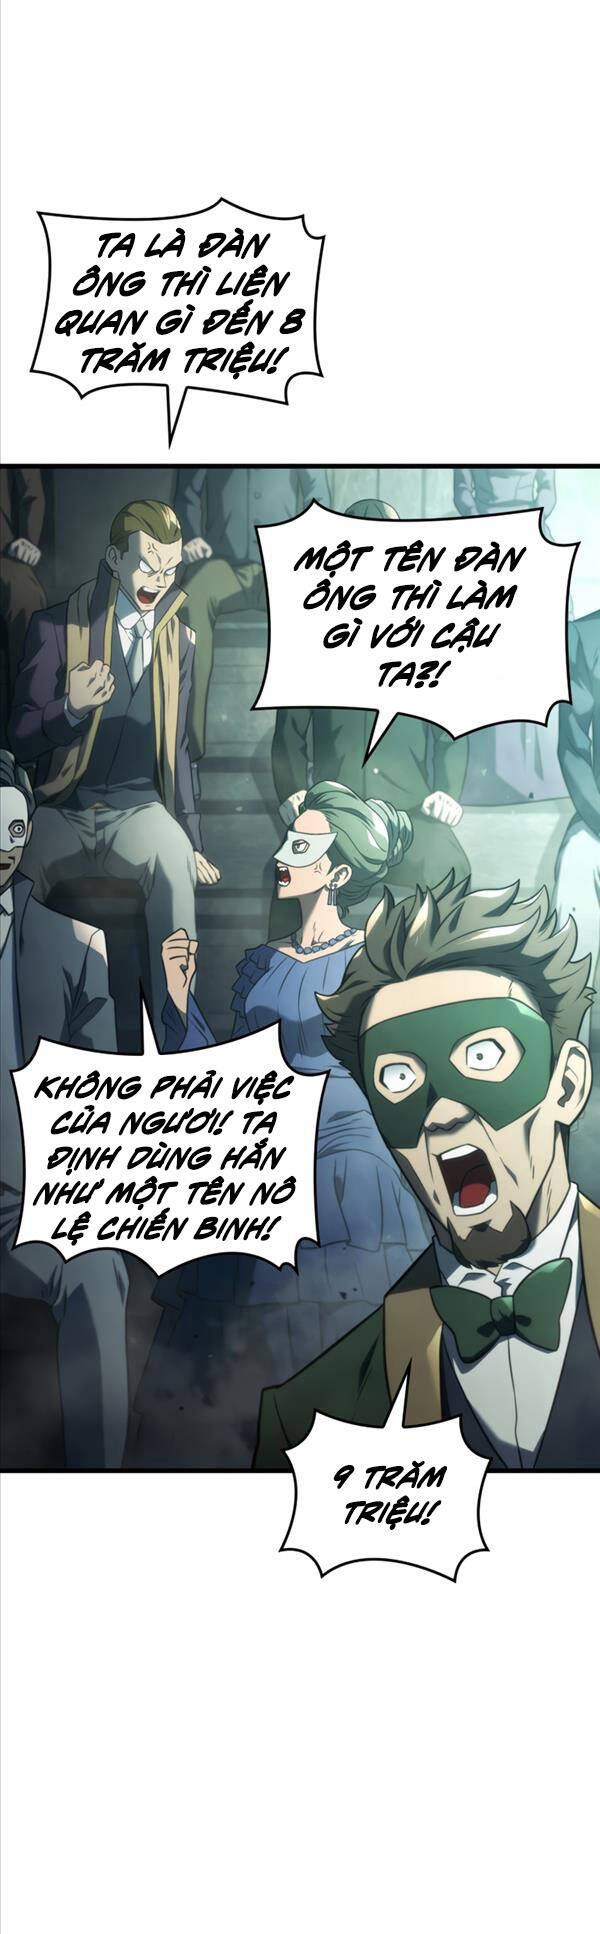 TA LÀ ĐÀN
ÔNG THÌ LIÊN
QUAN GÌ ĐẾN 8
TRĂM TRIỆU!
MỘT TÊN ĐÀN
ÔNG THÌ LÀM
GÌ VỚI CẬU
TA?!
KHÔNG PHẢI VIỆC
CỦA NGƯƠI! TA
ĐỊNH DÙNG HẮN
NHƯ MỘT TÊN NÔ
LỆ CHIẾN BINH!
9 TRĂM
TRIỆU!